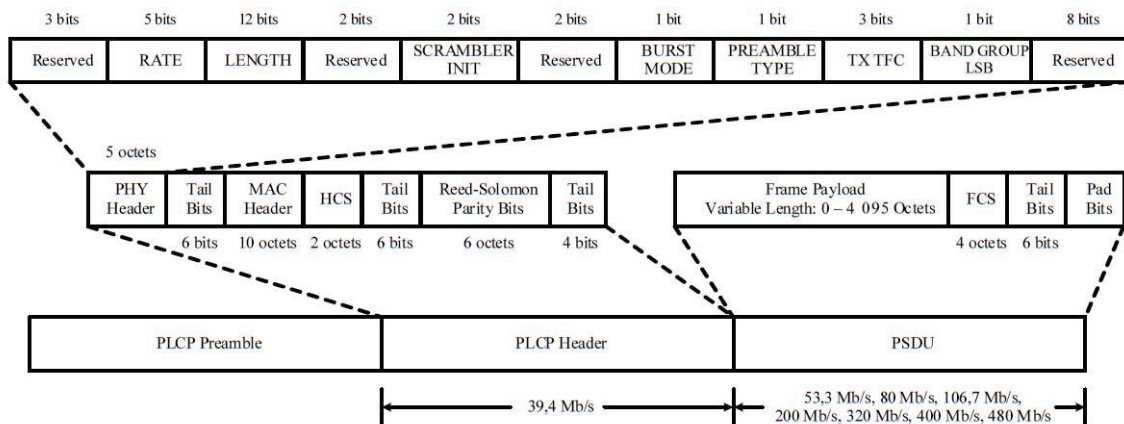 3 bits 5 bits 12 bits 2 bits 2 bits 2 bits 1 bit 1 bit 3 bits 1 bit 8 bits
Reserved RATE LENGTH Reserved SCRAMBLER INIT Reserved BURST MODE PREAMBLE TYPE TX TFC BAND GROUP LSB Reserved
5 octets
PHY Header Tail Bits MAC Header HCS Tail Bits Reed-Solomon Parity Bits Tail Bits
Frame Payload
Variable Length: 0 – 4 095 Octets
FCS Tail Bits Pad Bits
6 bits 10 octets 2 octets 6 bits 6 octets 4 bits 4 octets 6 bits
PLCP Preamble PLCP Header PSDU
39,4 Mb/s
53,3 Mb/s, 80 Mb/s, 106,7 Mb/s,
200 Mb/s, 320 Mb/s, 400 Mb/s, 480 Mb/s